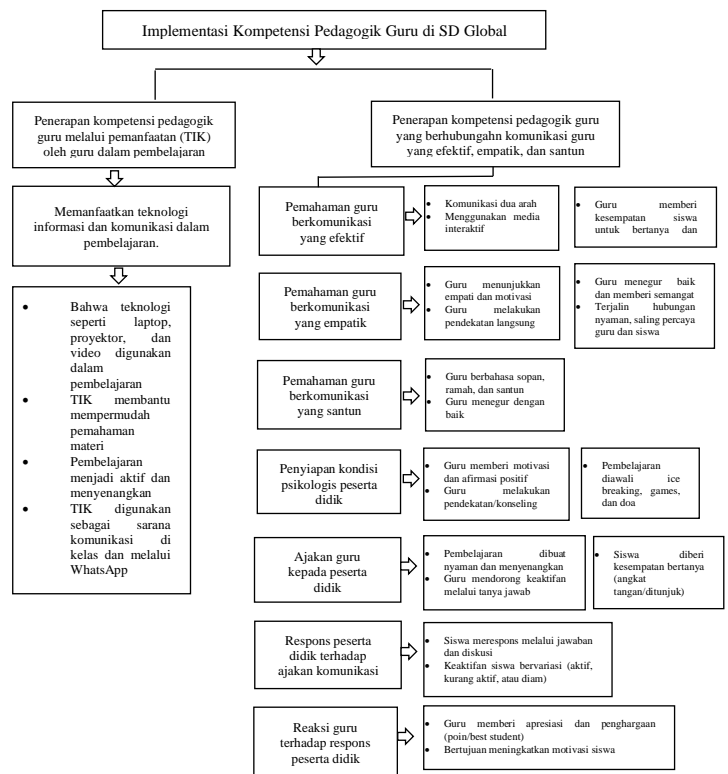 Implementasi Kompetensi Pedagogik Guru di SD Global
Penerapan kompetensi pedagogik
guru melalui pemanfaatan (TIK)
oleh guru dalam pembelajaran
Memanfaatkan teknologi
informasi dan komunikasi dalam
pembelajaran.
• Bahwa teknologi
seperti laptop,
proyektor, dan
video digunakan
dalam
pembelajaran
• TIK membantu
mempermudah
pemahaman
materi
• Pembelajaran
menjadi aktif dan
menyenangkan
• TIK digunakan
sebagai sarana
komunikasi di
kelas dan melalui
WhatsApp
Penerapan kompetensi pedagogik guru
yang berhubungahn komunikasi guru
yang efektif, empatik, dan santun
Pemahaman guru
berkomunikasi
yang efektif
• Komunikasi dua arah
• Menggunakan media
interaktif
• Guru memberi
kesempatan siswa
untuk bertanya dan
Pemahaman guru
berkomunikasi
yang empatik
• Guru menunjukkan
empati dan motivasi
• Guru melakukan
pendekatan langsung
• Guru menegur baik
dan memberi semangat
• Terjalin hubungan
nyaman, saling percaya
guru dan siswa
Pemahaman guru
berkomunikasi
yang santun
• Guru berbahasa sopan,
ramah, dan santun
• Guru menegur dengan
baik
Penyiapan kondisi
psikologis peserta
didik
• Guru memberi motivasi
dan afirmasi positif
• Guru melakukan
pendekatan/konseling
• Pembelajaran
diawali ice
breaking, games,
dan doa
Ajakan guru
kepada peserta
didik
• Pembelajaran dibuat
nyaman dan menyenangkan
• Guru mendorong keaktifan
melalui tanya jawab
• Siswa diberi
kesempatan bertanya
(angkat
tangan/ditunjuk)
Respons peserta
didik terhadap
ajakan komunikasi
• Siswa merespons melalui jawaban
dan diskusi
• Keaktifan siswa bervariasi (aktif,
kurang aktif, atau diam)
Reaksi guru
terhadap respons
peserta didik
• Guru memberi apresiasi dan penghargaan
(poin/best student)
• Bertujuan meningkatkan motivasi siswa